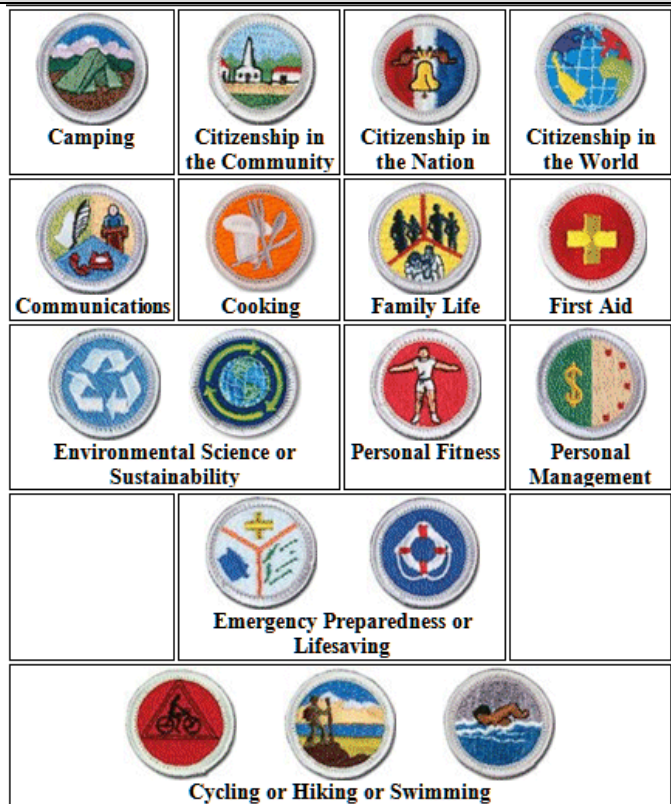 Camping
Citizenship in
the Community
Citizenship in
the Nation
Citizenship in
the World
Communications
Cooking
Family Life
First Aid
Environmental Science or
Sustainability
Personal Fitness
Personal
Management
$
Emergency Preparedness or
Lifesaving
Cycling or Hiking or Swimming